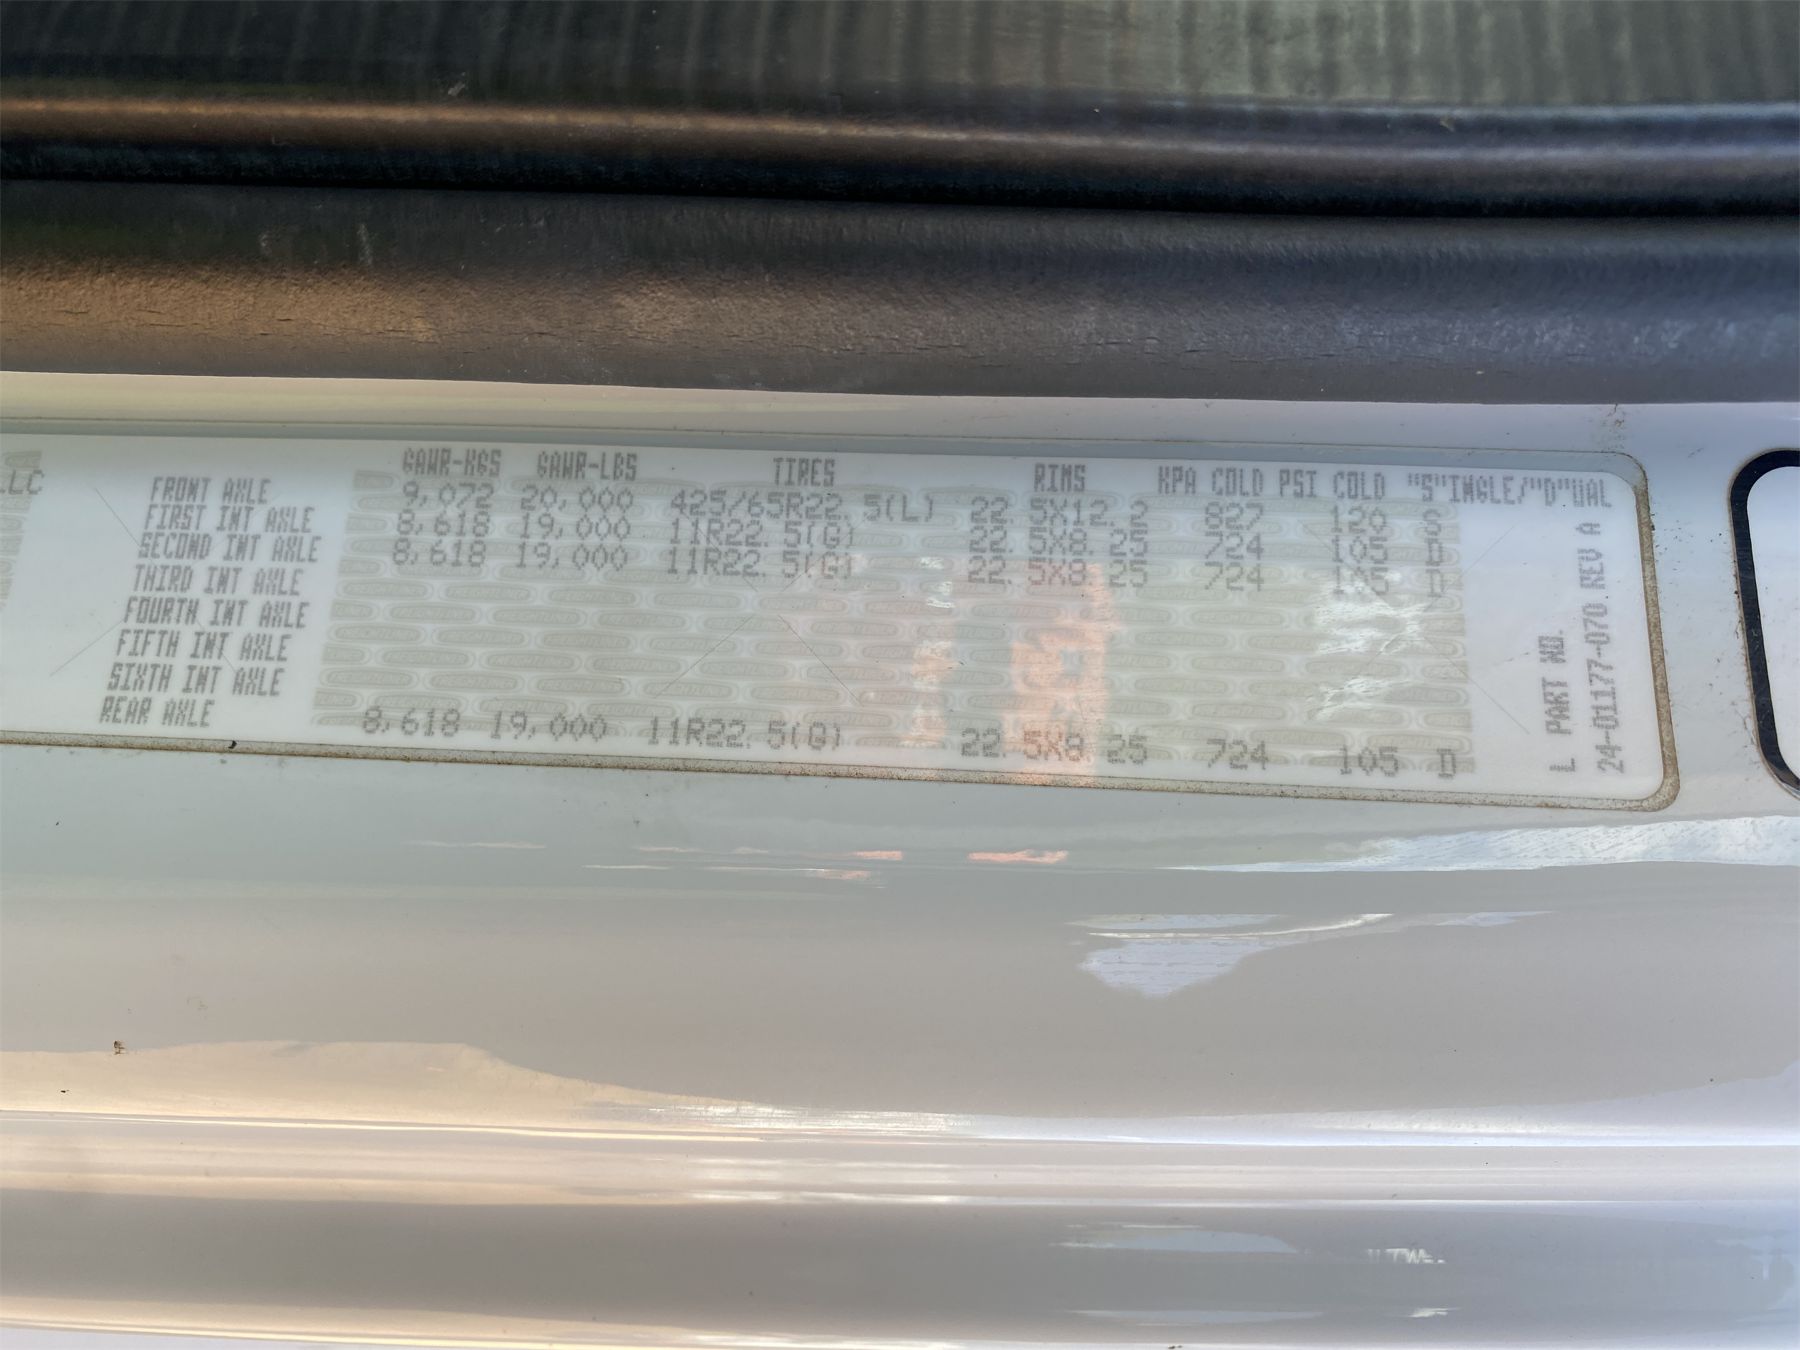 LLC
GAWR-KGS GAWR-LBS TIRES RIMS KPA COLD PSI COLD "S"INGLE/"D"UAL
FRONT AXLE 9,072 20,000 425/65R22.5(L) 22.5X12.2 827 120 S
FIRST INT AXLE 8,618 19,000 11R22.5(G) 22.5X8.25 724 105 D
SECOND INT AXLE 8,618 19,000 11R22.5(G) 22.5X8.25 724 105 D
THIRD INT AXLE
FOURTH INT AXLE
FIFTH INT AXLE
SIXTH INT AXLE
REAR AXLE 8,618 19,000 11R22.5(G) 22.5X8.25 724 105 D
L PART NO.
24-01177-070 REV A